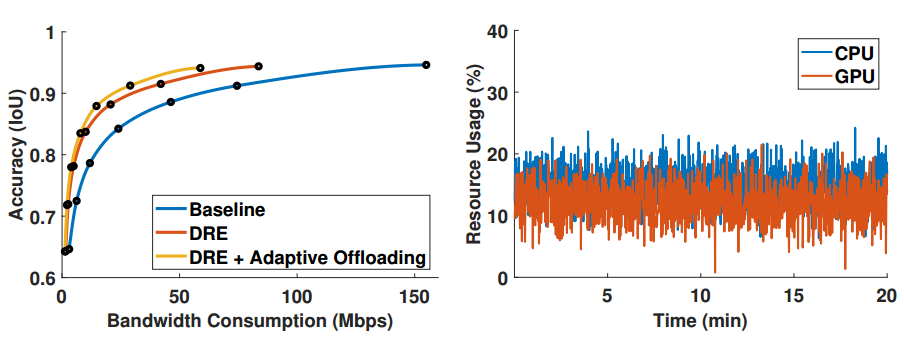 1
0.9
0.8
0.7
0.6
Accuracy (IoU)
0
50
100
150
Bandwidth Consumption (Mbps)
Baseline
DRE
DRE + Adaptive Offloading
40
30
20
10
0
Resource Usage (%)
5
10
15
20
Time (min)
CPU
GPU